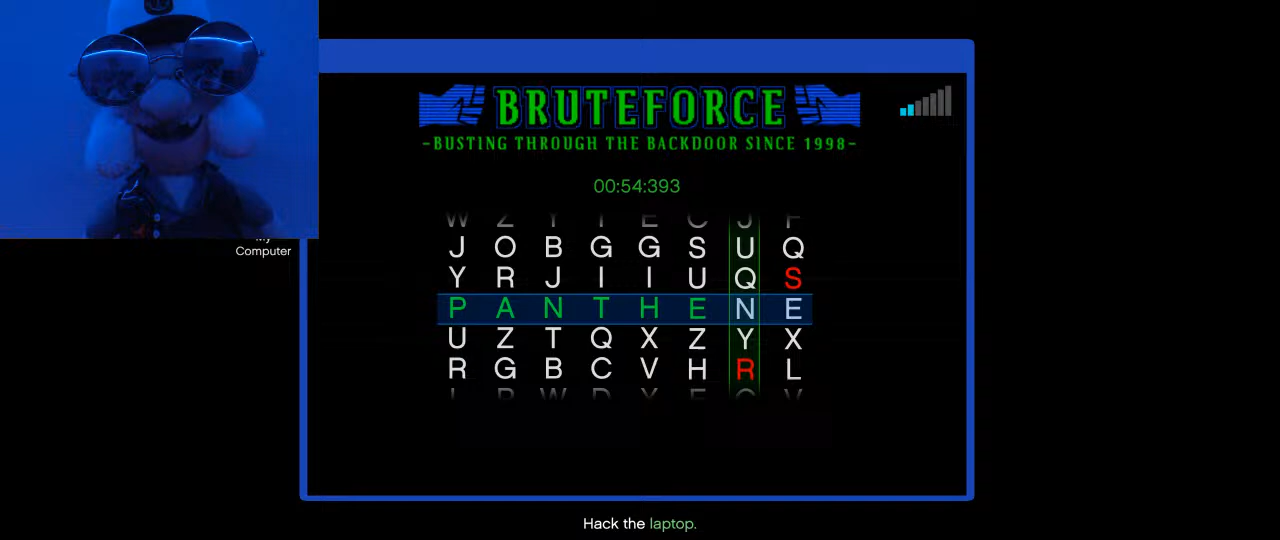 BRUTEFORCE
-BUSTING THROUGH THE BACKDOOR SINCE 1998-
00:54:393
W Z Y T E C J F
J O B G G S U Q
Y R J I I U Q S
P A N T H E N E
U Z T Q X Z Y X
R G B C V H R L
Computer
Hack the laptop.